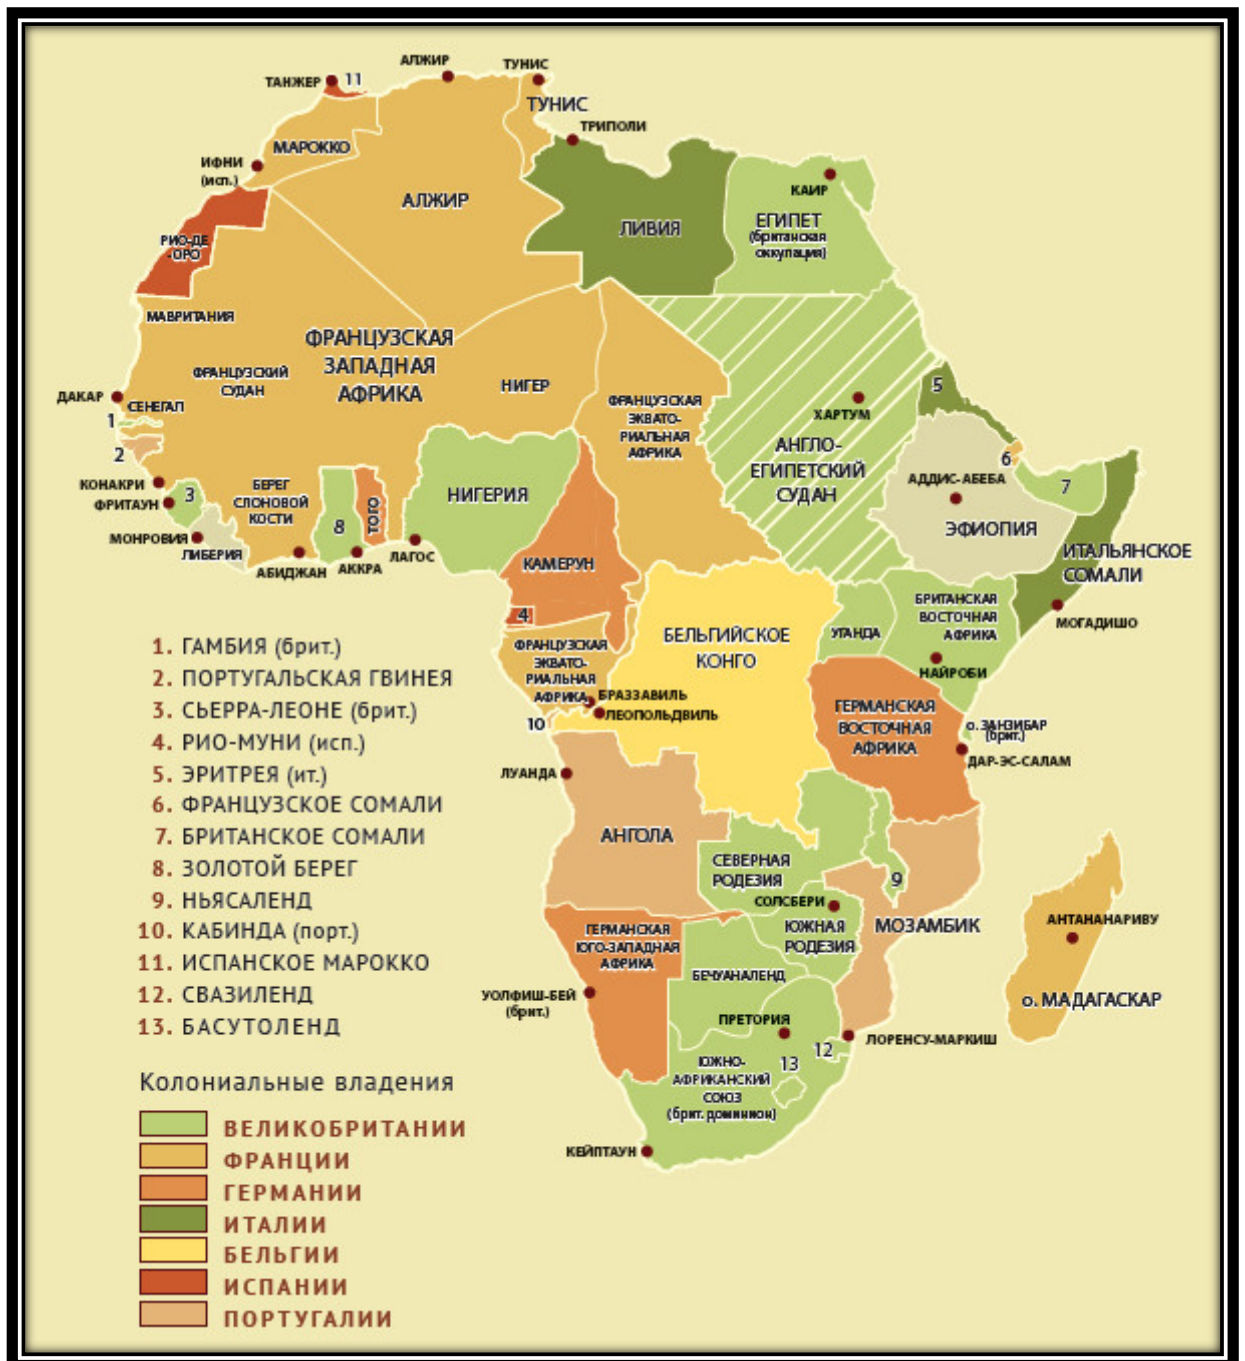 АЛЖИР
ТУНИС
ТАНЖЕР
11
ТУНИС
ТРИПОЛИ
МАРОККО
ИФНИ
(исп.)
КАИР
АЛЖИР
ЛИВИЯ
ЕГИПЕТ
(британская
оккупация)
РИО-ДЕ
-ОРО
МАВРИТАНИЯ
ФРАНЦУЗСКАЯ
ЗАПАДНАЯ
АФРИКА
ФРАНЦУЗСКИЙ
СУДАН
НИГЕР
ФРАНЦУЗСКАЯ
ЭКВАТО-
РИАЛЬНАЯ
АФРИКА
ХАРТУМ
5
ДАКАР
СЕНЕГАЛ
1
2
АНГЛО-
ЕГИПЕТСКИЙ
СУДАН
6
КОНАКРИ
ФРИТАУН
3
БЕРЕГ
СЛОНОВОЙ
КОСТИ
8
ТОГО
НИГЕРИЯ
АДДИС-АБЕБА
7
ЭФИОПИЯ
МОНРОВИЯ
ЛИБЕРИЯ
АБИДЖАН
АККРА
ЛАГОС
КАМЕРУН
ИТАЛЬЯНСКОЕ
СОМАЛИ
4
БЕЛЬГИЙСКОЕ
КОНГО
УГАНДА
БРИТАНСКАЯ
ВОСТОЧНАЯ
АФРИКА
МОГАДИШО
НАЙРОБИ
ФРАНЦУЗСКАЯ
ЭКВАТО-
РИАЛЬНАЯ
АФРИКА
БРАЗЗАВИЛЬ
ЛЕОПОЛЬДВИЛЬ
10
ГЕРМАНСКАЯ
ВОСТОЧНАЯ
АФРИКА
о. ЗАНЗИБАР
(брит.)
ДАР-ЭС-САЛАМ
ЛУАНДА
АНГОЛА
СЕВЕРНАЯ
РОДЕЗИЯ
9
СОЛСБЕРИ
ЮЖНАЯ
РОДЕЗИЯ
МОЗАМБИК
АНТАНАНАРИВУ
о. МАДАГАСКАР
ГЕРМАНСКАЯ
ЮГО-ЗАПАДНАЯ
АФРИКА
БЕЧУАНАЛЕНД
УОЛФИШ-БЕЙ
(брит.)
ПРЕТОРИЯ
ЛОРЕНСУ-МАРКИШ
12
13
ЮЖНО-
АФРИКАНСКИЙ
СОЮЗ
(брит. доминион)
КЕЙПТАУН
1. ГАМБИЯ (брит.)
2. ПОРТУГАЛЬСКАЯ ГВИНЕЯ
3. СЬЕРРА-ЛЕОНЕ (брит.)
4. РИО-МУНИ (исп.)
5. ЭРИТРЕЯ (ит.)
6. ФРАНЦУЗСКОЕ СОМАЛИ
7. БРИТАНСКОЕ СОМАЛИ
8. ЗОЛОТОЙ БЕРЕГ
9. НЬЯСАЛЕНД
10. КАБИНДА (порт.)
11. ИСПАНСКОЕ МАРОККО
12. СВАЗИЛЕНД
13. БАСУТОЛЕНД
Колониальные владения
ВЕЛИКОБРИТАНИИ
ФРАНЦИИ
ГЕРМАНИИ
ИТАЛИИ
БЕЛЬГИИ
ИСПАНИИ
ПОРТУГАЛИИ